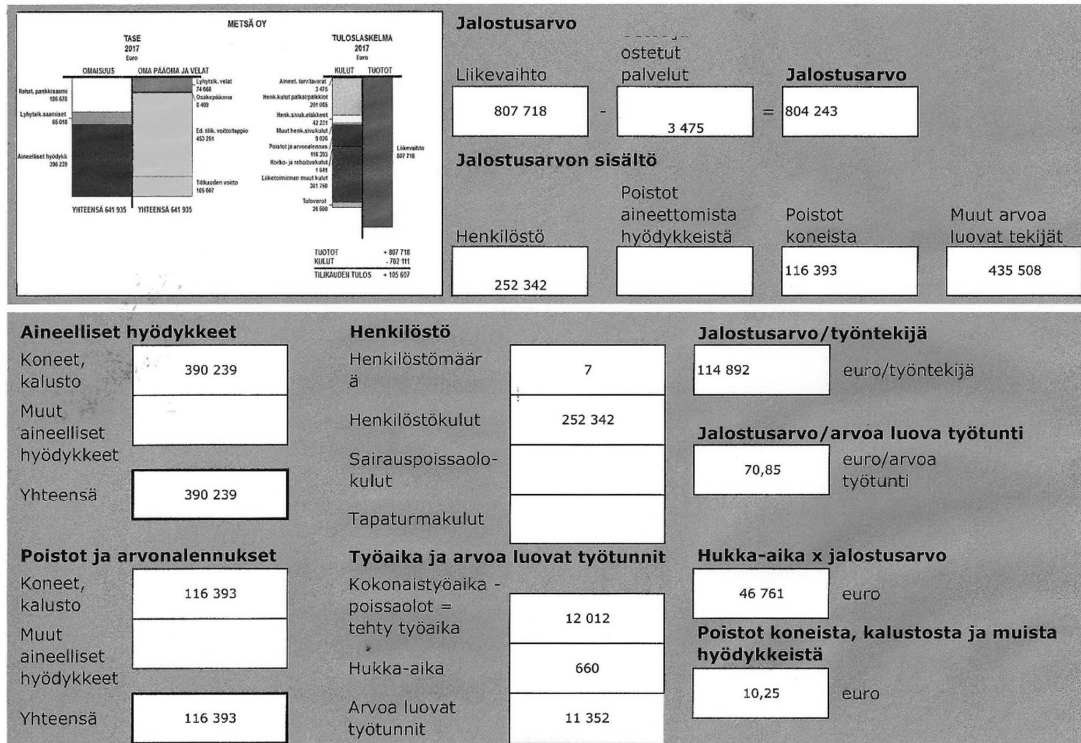 METSÄ OY
TASE
2017
Euro
OMAISUUS
OMA PÄÄOMA JA VELAT
Rahat, pankkisaami
186 678
Lyhytaik.saamiset
65 018
Aineelliset hyödykk
390 239
Lyhytaik. velat
74 668
Osakepääoma
8 409
Ed. tilik. voitto/tappio
453 251
Tilikauden voitto
105 607
YHTEENSÄ 641 935
YHTEENSÄ 641 935
TULOSLASKELMA
2017
Euro
KULUT
TUOTOT
Aineet, tarvi.tavarat
3 475
Henk.kulut palkat/palkkiot
201 085
Henk.sivuk.eläkkeet
42 231
Muut henk.sivu.kulut
9 026
Poistot ja arvonalennus
116 393
Korko- ja rahoituskulut
1 641
Liiketoiminnan muut kulut
301 760
Tuloverot
26 500
Liikevaihto
807 718
TUOTOT + 807 718
KULUT - 702 111
TILIKAUDEN TULOS + 105 607
Jalostusarvo
Liikevaihto
807 718
-
ostetut
palvelut
3 475
=
Jalostusarvo
804 243
Jalostusarvon sisältö
Henkilöstö
252 342
Poistot
aineettomista
hyödykkeistä
Poistot
koneista
116 393
Muut arvoa
luovat tekijät
435 508
Aineelliset hyödykkeet
Koneet,
kalusto
390 239
Muut
aineelliset
hyödykkeet
Yhteensä
390 239
Poistot ja arvonalennukset
Koneet,
kalusto
116 393
Muut
aineelliset
hyödykkeet
Yhteensä
116 393
Henkilöstö
Henkilöstömäär
ä
7
Henkilöstökulut
252 342
Sairauspoissaolo-
kulut
Tapaturmakulut
Työaika ja arvoa luovat työtunnit
Kokonaistyöaika -
poissaolot =
tehty työaika
12 012
Hukka-aika
660
Arvoa luovat
työtunnit
11 352
Jalostusarvo/työntekijä
114 892
euro/työntekijä
Jalostusarvo/arvoa luova työtunti
70,85
euro/arvoa
työtunti
Hukka-aika x jalostusarvo
46 761
euro
Poistot koneista, kalustosta ja muista
hyödykkeistä
10,25
euro